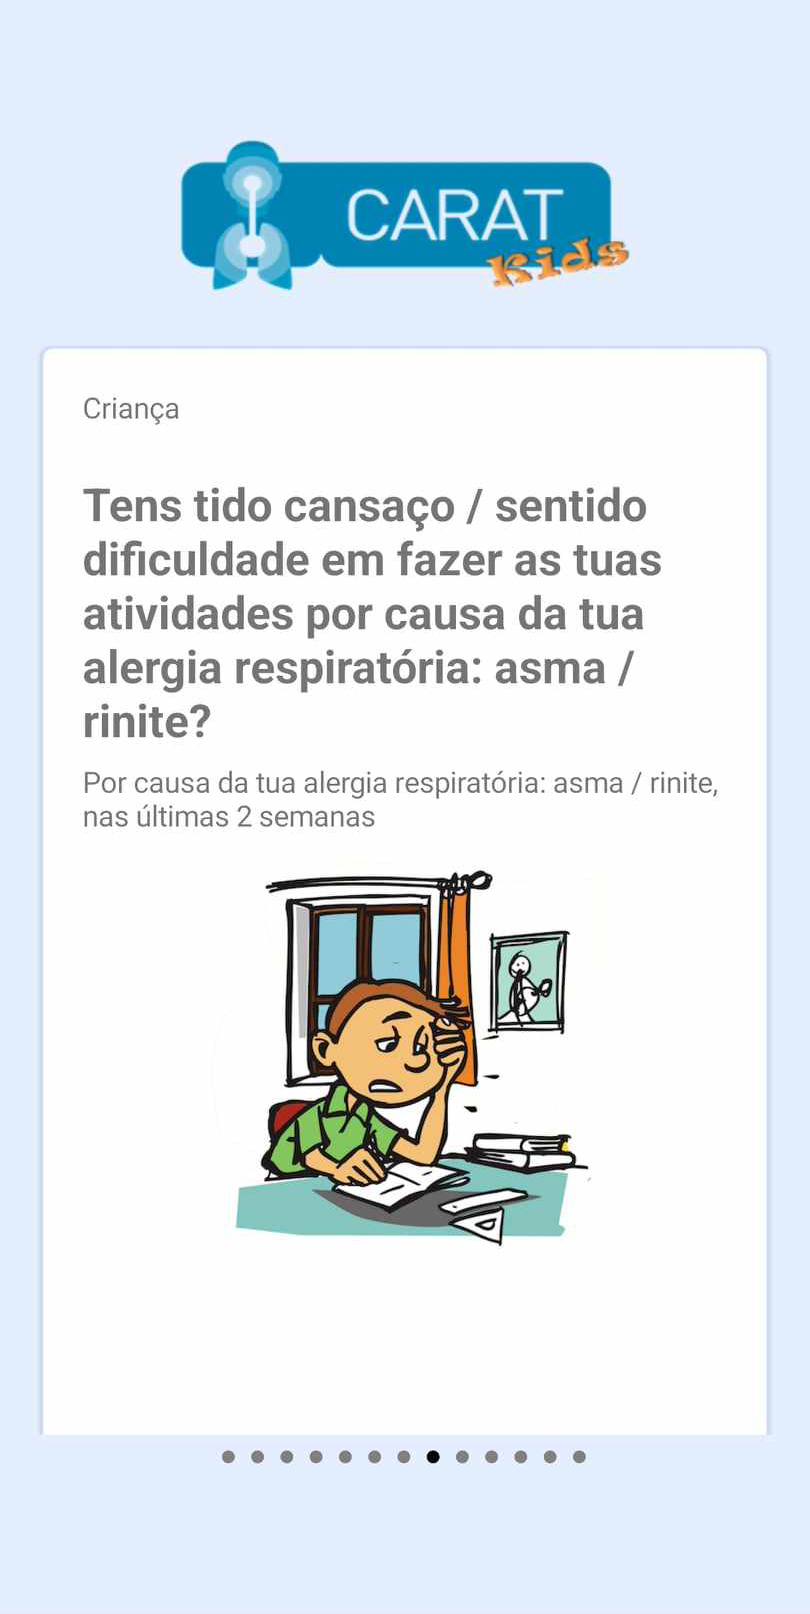 CARAT
Kids
Criança
Tens tido cansaço / sentido
dificuldade em fazer as tuas
atividades por causa da tua
alergia respiratória: asma /
rinite?
Por causa da tua alergia respiratória: asma / rinite,
nas últimas 2 semanas